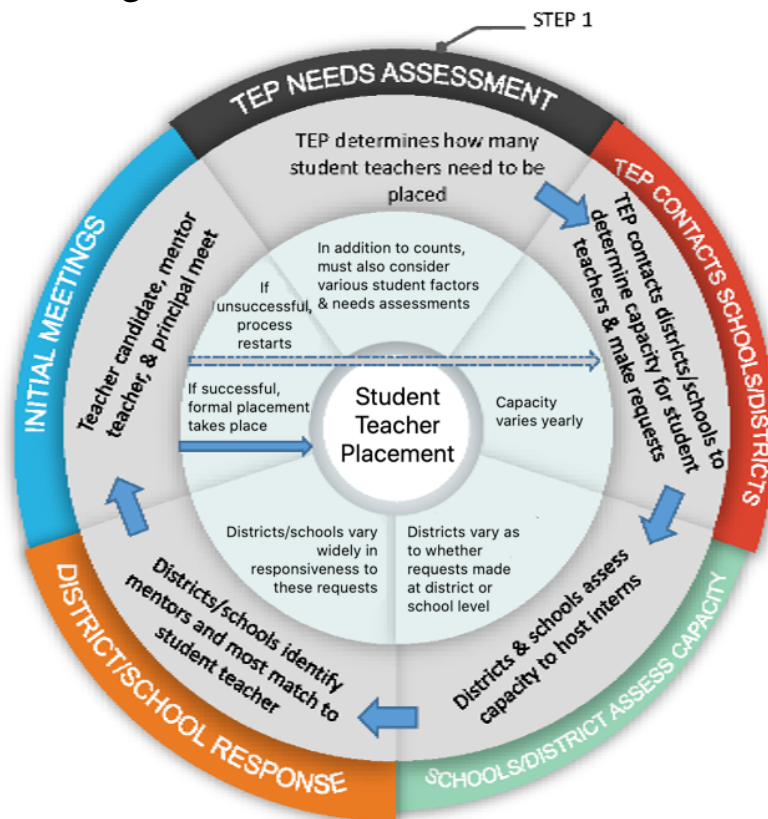 STEP 1
TEP NEEDS ASSESSMENT
TEP determines how many
student teachers need to be
placed
In addition to counts,
must also consider
various student factors
& needs assessments
TEP CONTACTS SCHOOLS/DISTRICTS
TEP contacts districts/schools to
determine capacity for student
teachers & make requests
Capacity
varies yearly
SCHOOLS/DISTRICT ASSESS CAPACITY
Districts & schools assess
capacity to host interns
Districts vary as
to whether
requests made
at district or
school level
DISTRICT/SCHOOL RESPONSE
Districts/schools identify
mentors and most match to
student teacher
Districts/schools vary
widely in
responsiveness to
these requests
INITIAL MEETINGS
Teacher candidate, mentor
teacher, & principal meet
If
unsuccessful,
process
restarts
If successful,
formal placement
takes place
Student
Teacher
Placement